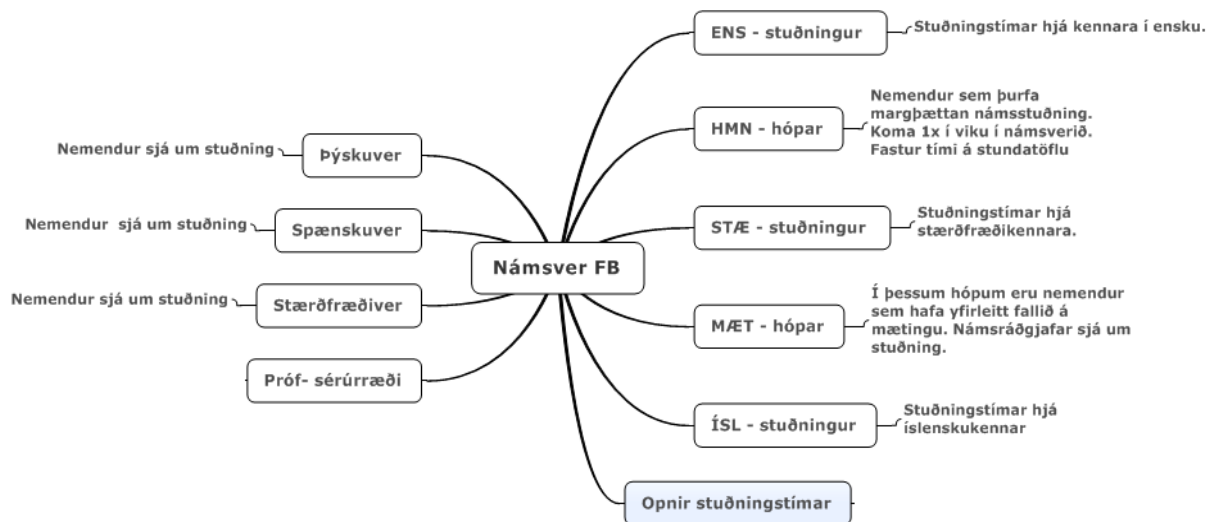 Námsver FB
ENS - stuðningur
Stuðningstímar hjá kennara í ensku.
HMN - hópar
Nemendur sem þurfa
margþættan námsstuðning.
Koma 1x í viku í námsverið.
Fastur tími á stundatöflu
STÆ - stuðningur
Stuðningstímar hjá
stærðfræðikennara.
MÆT - hópar
Í þessum hópum eru nemendur
sem hafa yfirleitt fallið á
mætingu. Námsráðgjafar sjá um
stuðning.
ÍSL - stuðningur
Stuðningstímar hjá
íslenskukennar
Opnir stuðningstímar
Þýskuver
Nemendur sjá um stuðning
Spænskuver
Nemendur  sjá um stuðning
Stærðfræðiver
Nemendur sjá um stuðning
Próf- sérúrræði